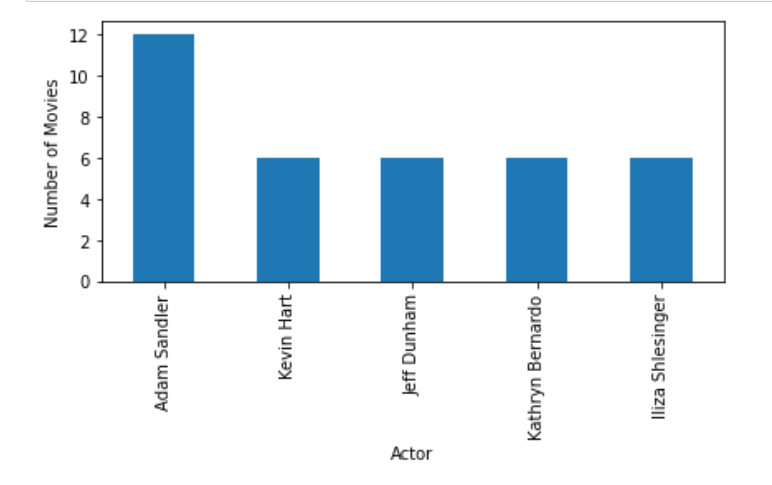 12
10
8
6
4
2
0
Number of Movies
Adam Sandler
Kevin Hart
Jeff Dunham
Kathryn Bernardo
Iliza Shlesinger
Actor